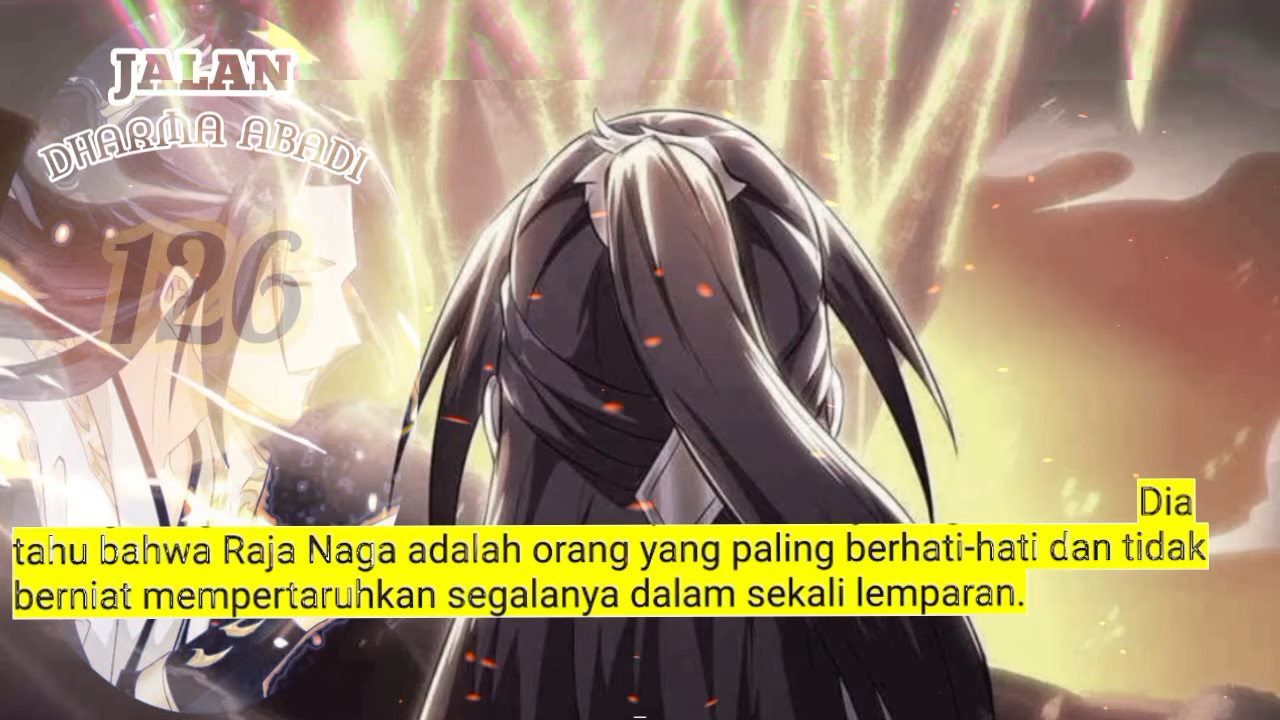 JALAN
DHARMA ABADI
126
Dia
tahu bahwa Raja Naga adalah orang yang paling berhati-hati dan tidak
berniat mempertaruhkan segalanya dalam sekali lemparan.